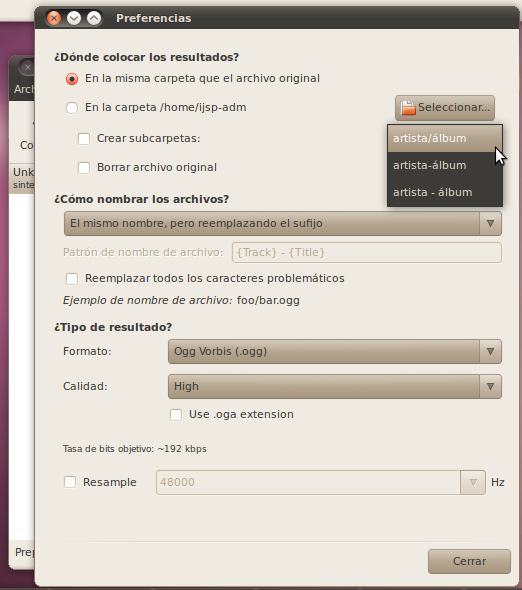 Preferencias
¿Dónde colocar los resultados?
En la misma carpeta que el archivo original
En la carpeta /home/ijsp-adm
Seleccionar...
Crear subcarpetas:
artista/álbum
artista-álbum
artista - álbum
Borrar archivo original
¿Cómo nombrar los archivos?
El mismo nombre, pero reemplazando el sufijo
Patrón de nombre de archivo: {Track} - {Title}
Reemplazar todos los caracteres problemáticos
Ejemplo de nombre de archivo: foo/bar.ogg
¿Tipo de resultado?
Formato: Ogg Vorbis (.ogg)
Calidad: High
Use .oga extension
Tasa de bits objetivo: ~192 kbps
Resample 48000 Hz
Cerrar
Arch
Co
Unk
sinte
Prep